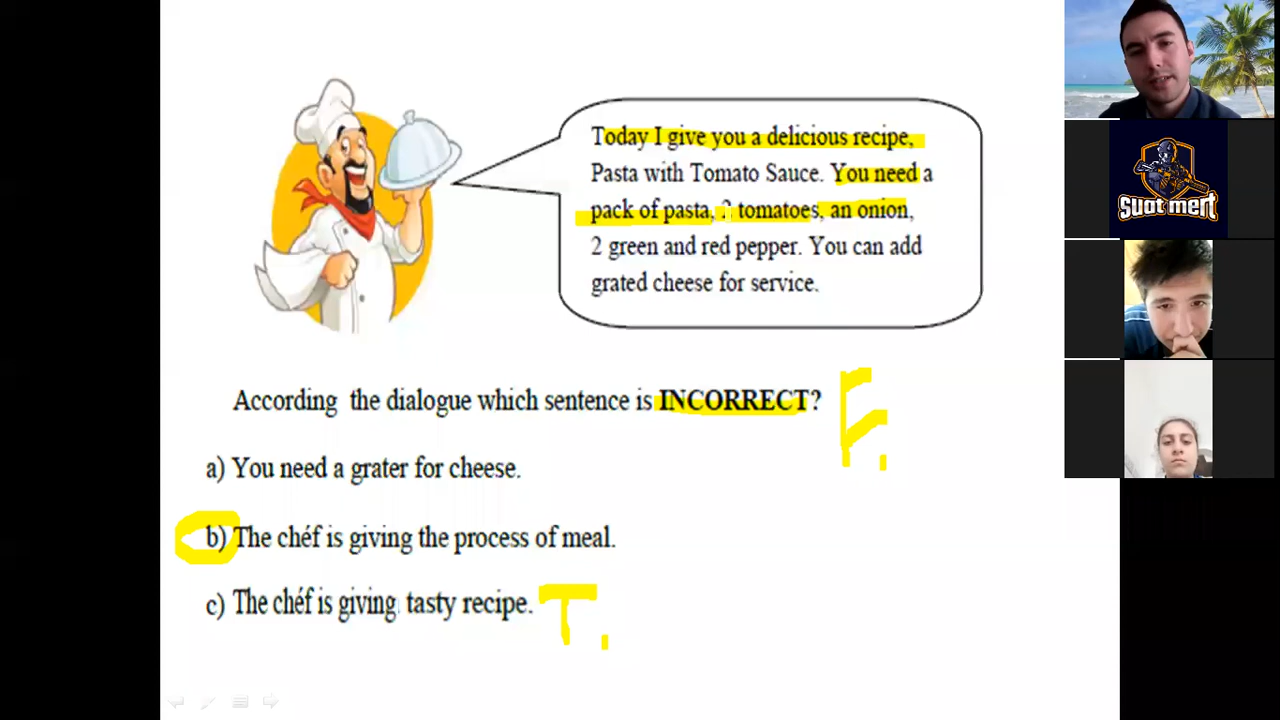 Today I give you a delicious recipe,
Pasta with Tomato Sauce. You need a
pack of pasta, 2 tomatoes, an onion,
2 green and red pepper. You can add
grated cheese for service.
According the dialogue which sentence is INCORRECT?
F.
a) You need a grater for cheese.
b) The chéf is giving the process of meal.
c) The chéf is giving tasty recipe.
T.
SUOT MERT